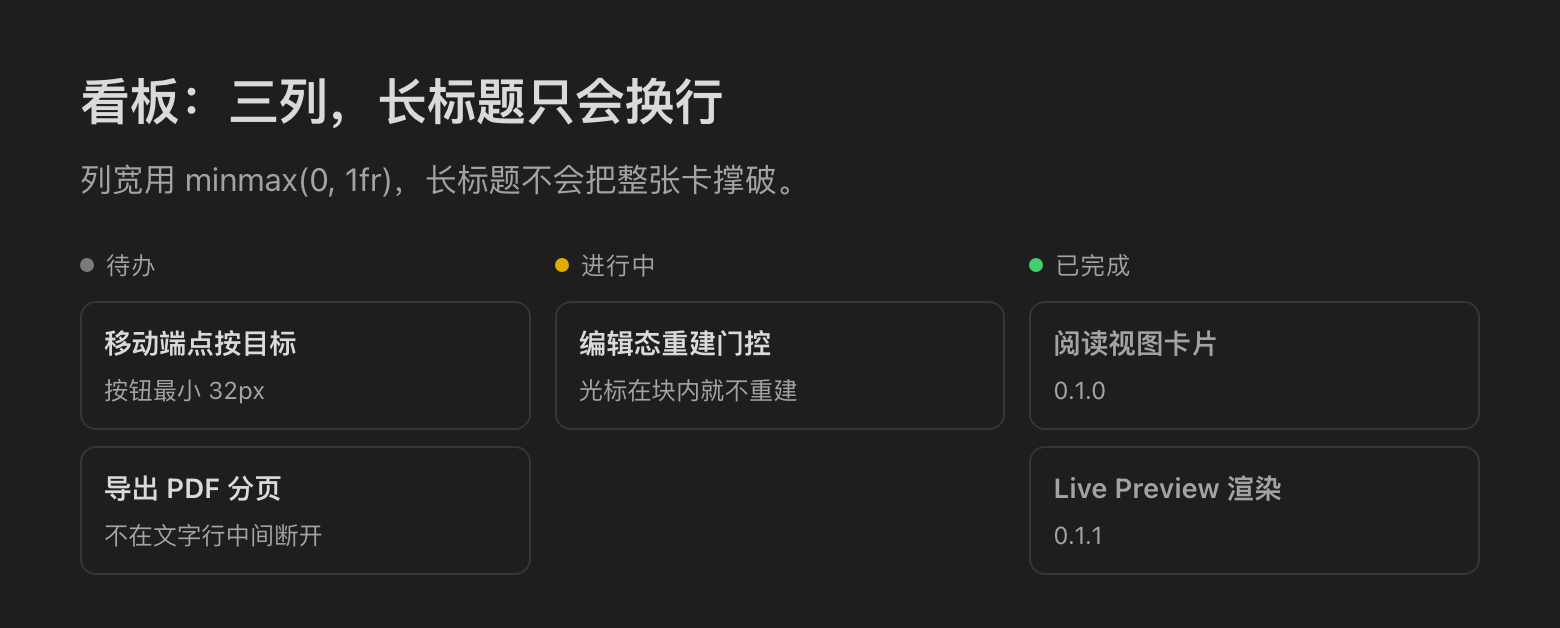 看板：三列，长标题只会换行
列宽用 minmax(0, 1fr)，长标题不会把整张卡撑破。
待办
移动端点按目标
按钮最小 32px
导出 PDF 分页
不在文字行中间断开
进行中
编辑态重建门控
光标在块内就不重建
已完成
阅读视图卡片
0.1.0
Live Preview 渲染
0.1.1